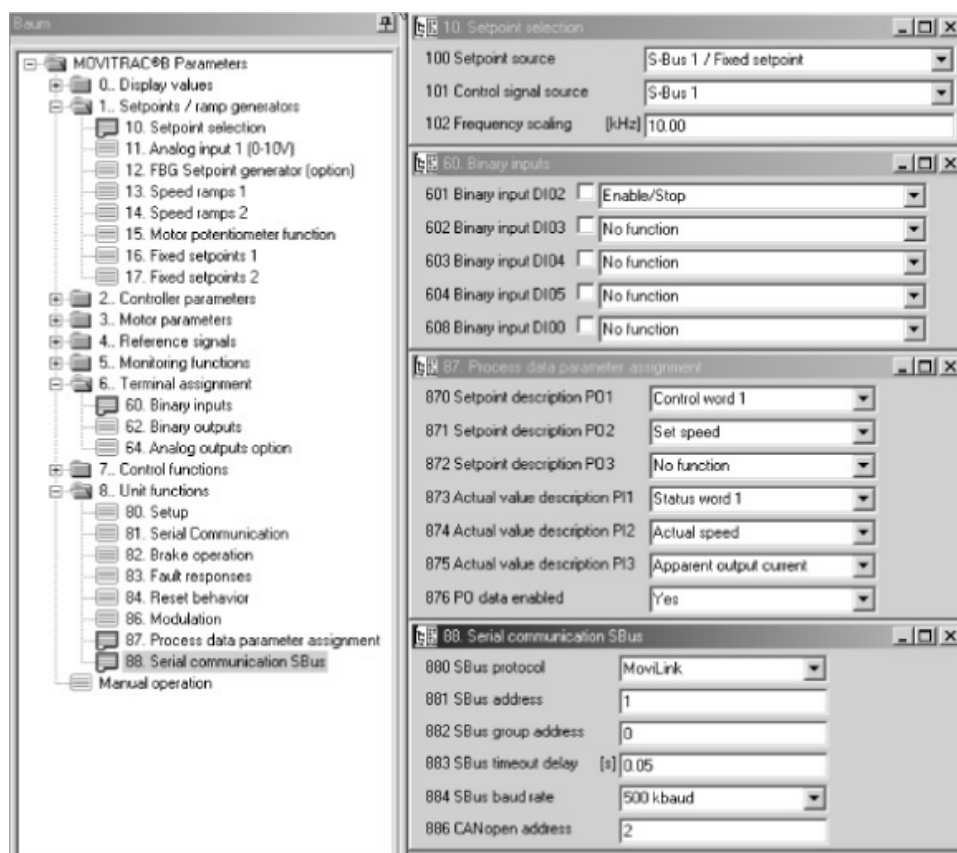 Baum
MOVITRAC®B Parameters
0.. Display values
1.. Setpoints / ramp generators
10. Setpoint selection
11. Analog input 1 (0-10V)
12. FBG Setpoint generator (option)
13. Speed ramps 1
14. Speed ramps 2
15. Motor potentiometer function
16. Fixed setpoints 1
17. Fixed setpoints 2
2.. Controller parameters
3.. Motor parameters
4.. Reference signals
5.. Monitoring functions
6.. Terminal assignment
60. Binary inputs
62. Binary outputs
64. Analog outputs option
7.. Control functions
8.. Unit functions
80. Setup
81. Serial Communication
82. Brake operation
83. Fault responses
84. Reset behavior
86. Modulation
87. Process data parameter assignment
88. Serial communication SBus
Manual operation
10. Setpoint selection
100 Setpoint source S-Bus 1 / Fixed setpoint
101 Control signal source S-Bus 1
102 Frequency scaling [kHz] 10.00
60. Binary inputs
601 Binary input DI02 Enable/Stop
602 Binary input DI03 No function
603 Binary input DI04 No function
604 Binary input DI05 No function
608 Binary input DI00 No function
87. Process data parameter assignment
870 Setpoint description PO1 Control word 1
871 Setpoint description PO2 Set speed
872 Setpoint description PO3 No function
873 Actual value description PI1 Status word 1
874 Actual value description PI2 Actual speed
875 Actual value description PI3 Apparent output current
876 PO data enabled Yes
88. Serial communication SBus
880 SBus protocol MoviLink
881 SBus address 1
882 SBus group address 0
883 SBus timeout delay [s] 0.05
884 SBus baud rate 500 kbaud
886 CANopen address 2